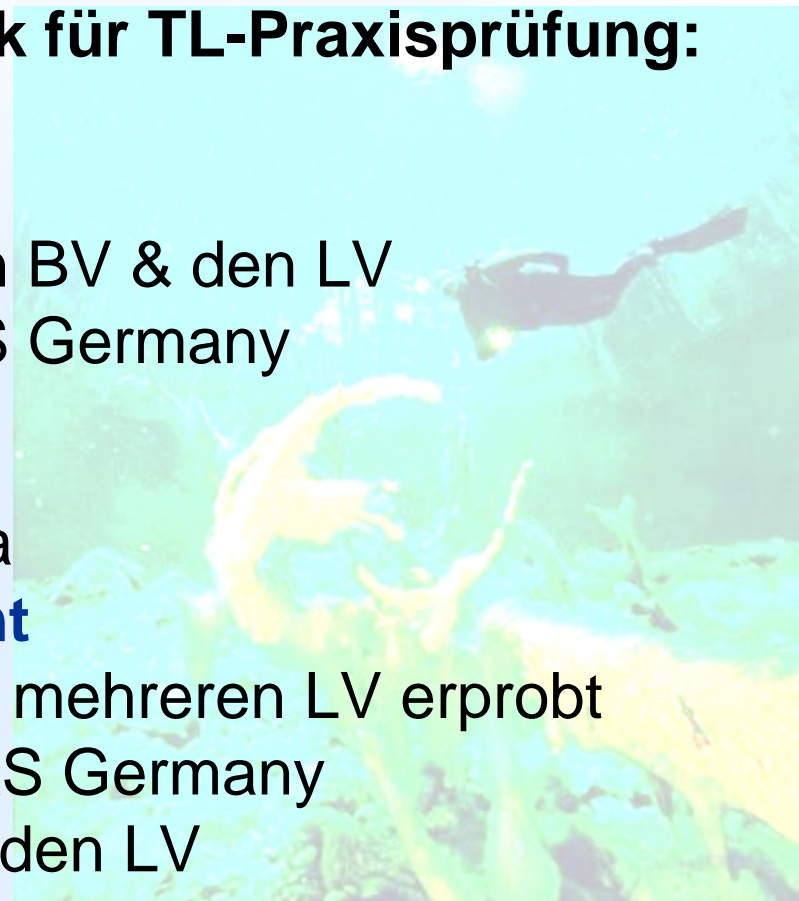 k für TL-Praxisprüfung:
n BV & den LV
S Germany
a
nt
mehreren LV erprobt
S Germany
den LV